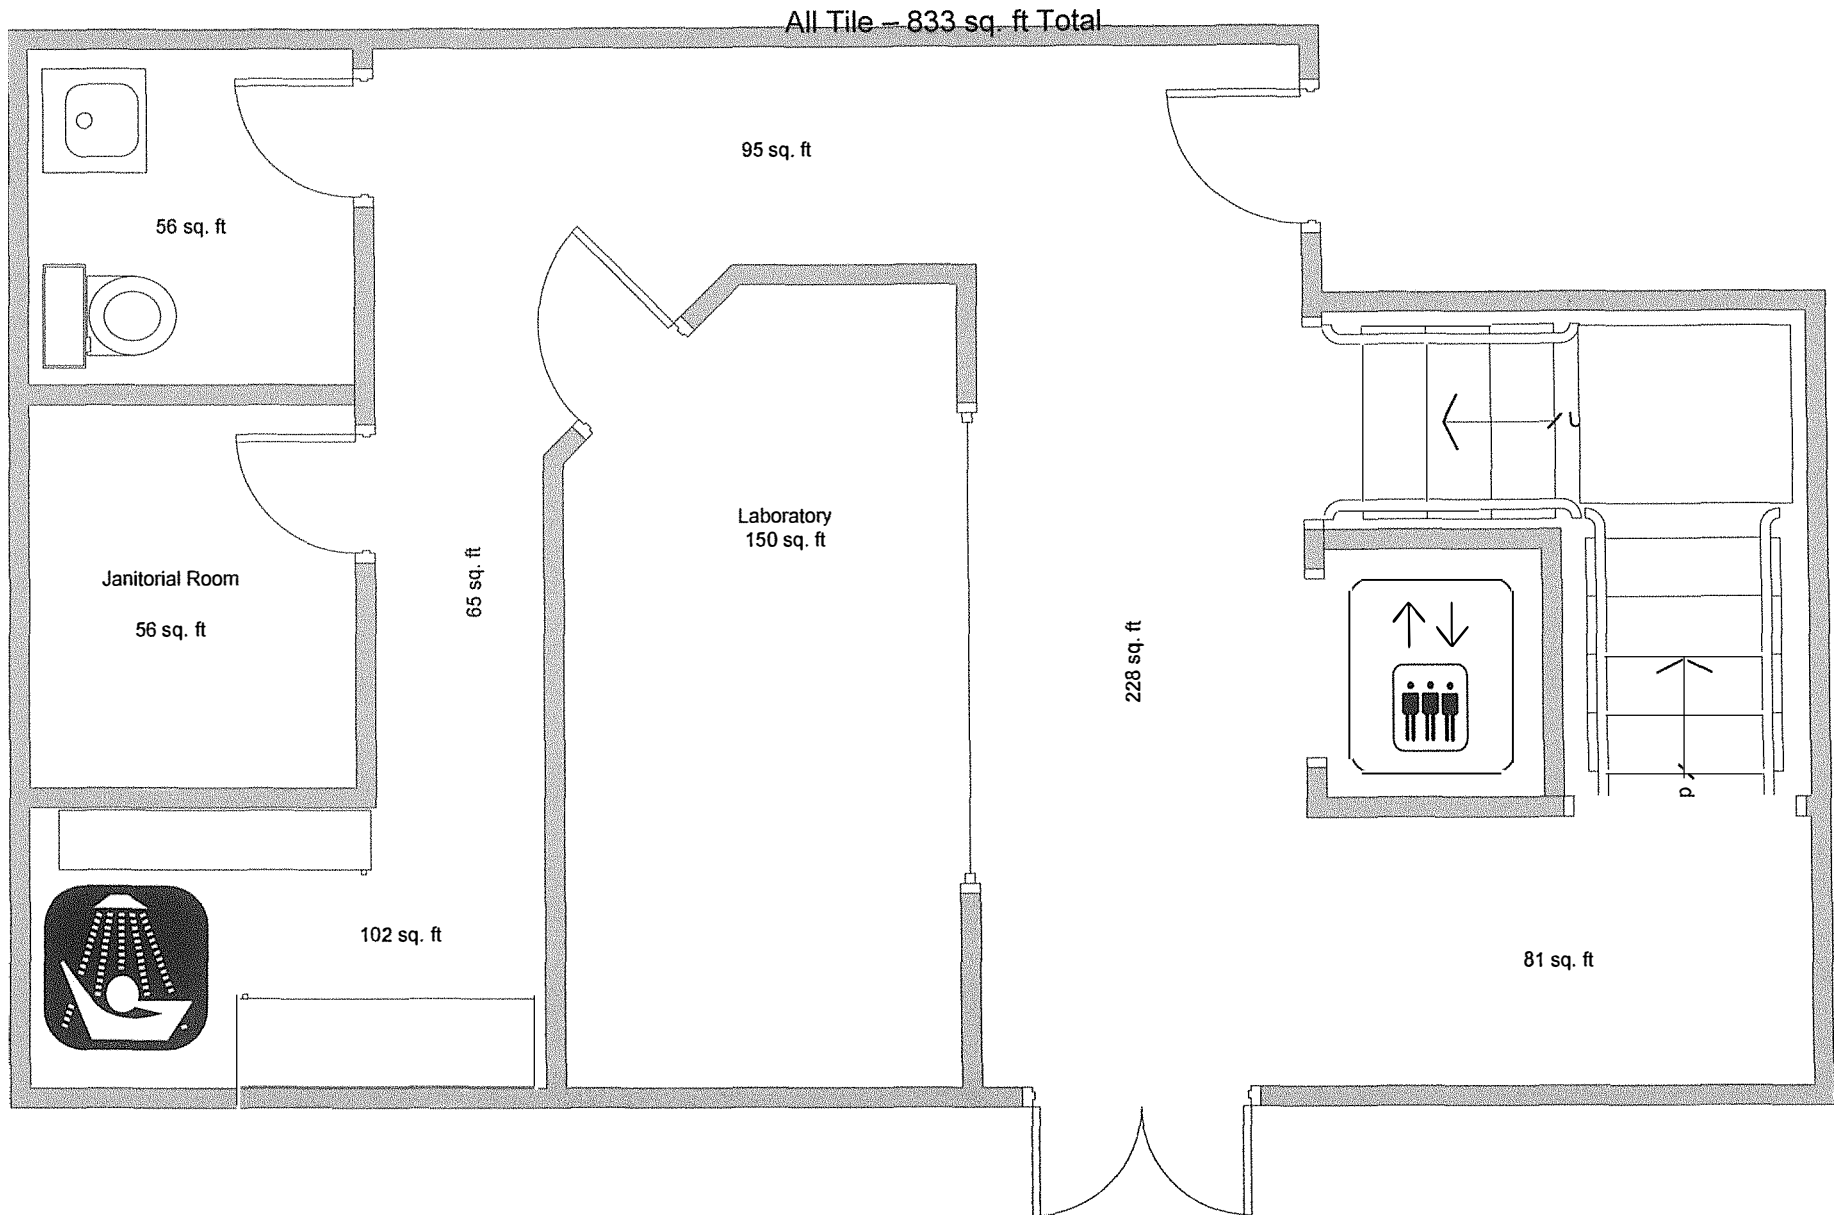 All Tile – 833 sq. ft Total
95 sq. ft
56 sq. ft
Laboratory
150 sq. ft
Janitorial Room
56 sq. ft
65 sq. ft
228 sq. ft
102 sq. ft
81 sq. ft
U
p